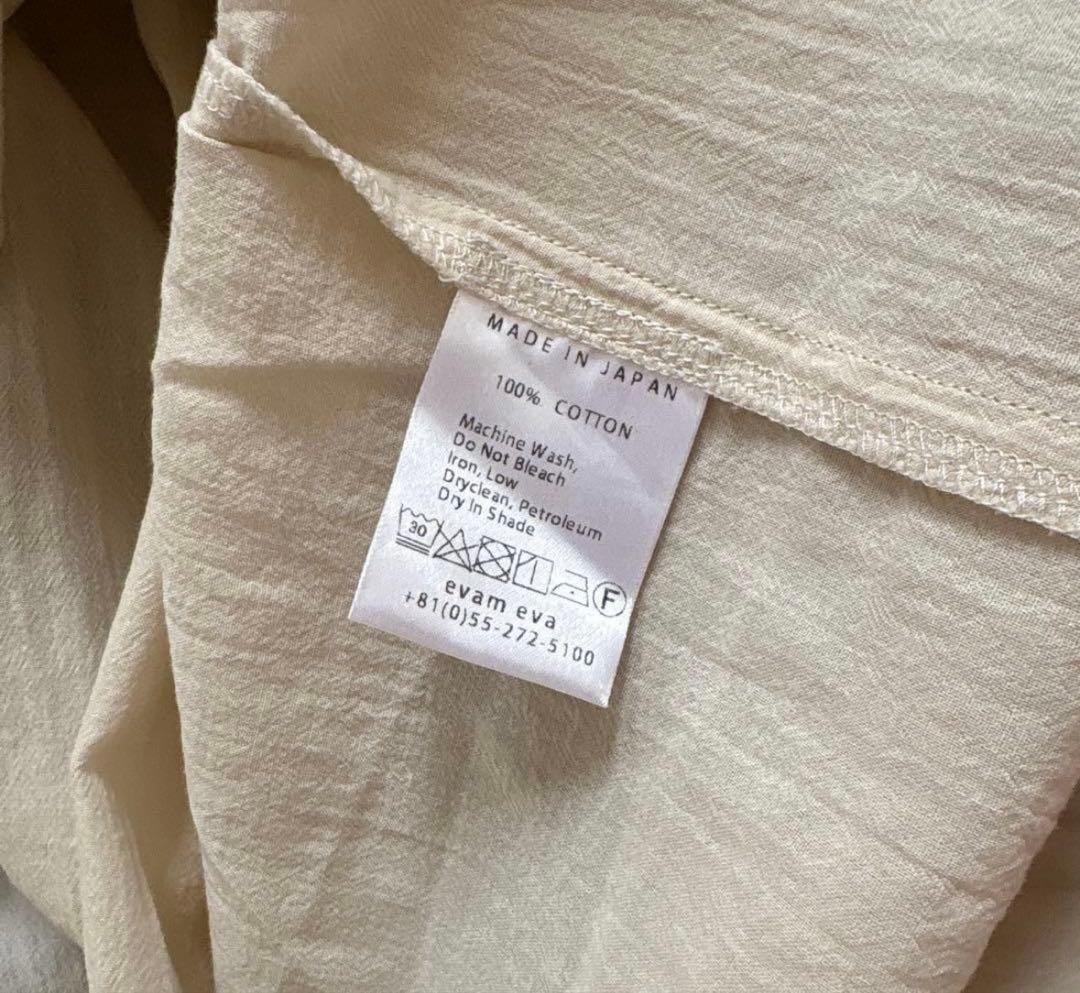 MADE IN JAPAN
100% COTTON
Machine Wash,
Do Not Bleach
Iron, Low
Dryclean, Petroleum
Dry In Shade
30 F
evam eva
+81(0)55-272-5100